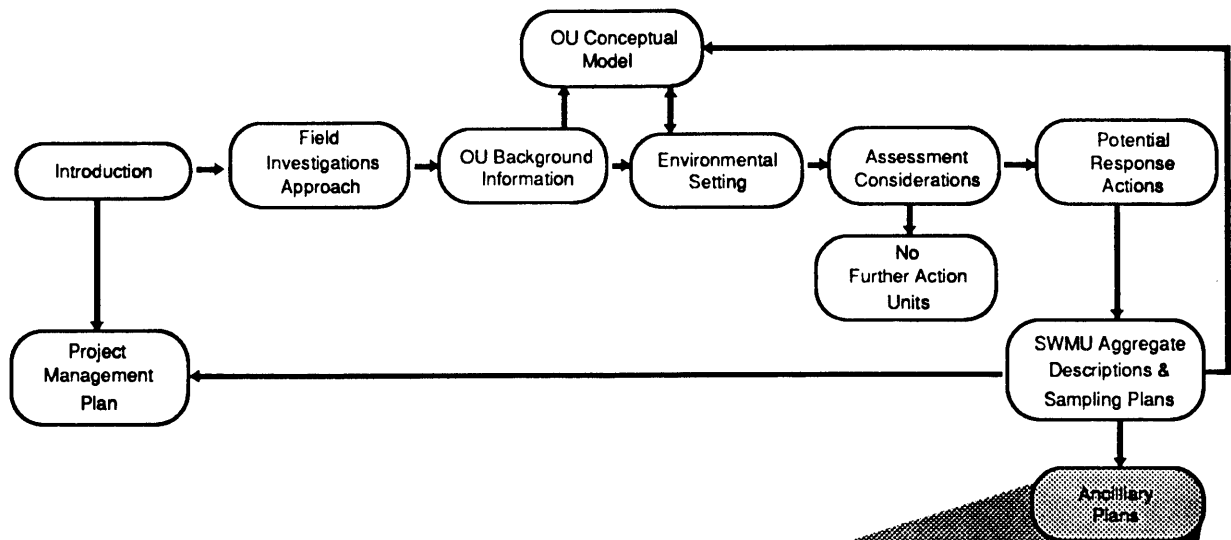 OU Conceptual
Model
Introduction
Field
Investigations
Approach
OU Background
Information
Environmental
Setting
Assessment
Considerations
Potential
Response
Actions
No
Further Action
Units
Project
Management
Plan
SWMU Aggregate
Descriptions &
Sampling Plans
Ancilliary
Plans